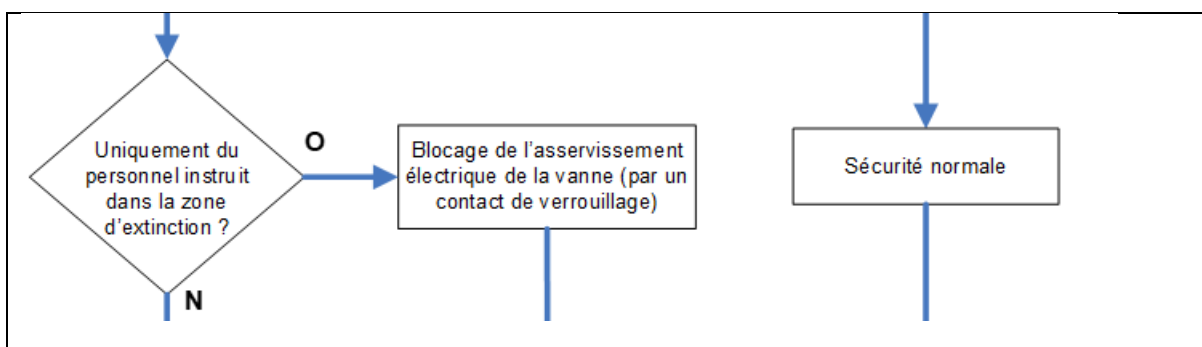 Uniquement du
personnel instruit
dans la zone
d'extinction ?
O
N
Blocage de l'asservissement
électrique de la vanne (par un
contact de verrouillage)
Sécurité normale